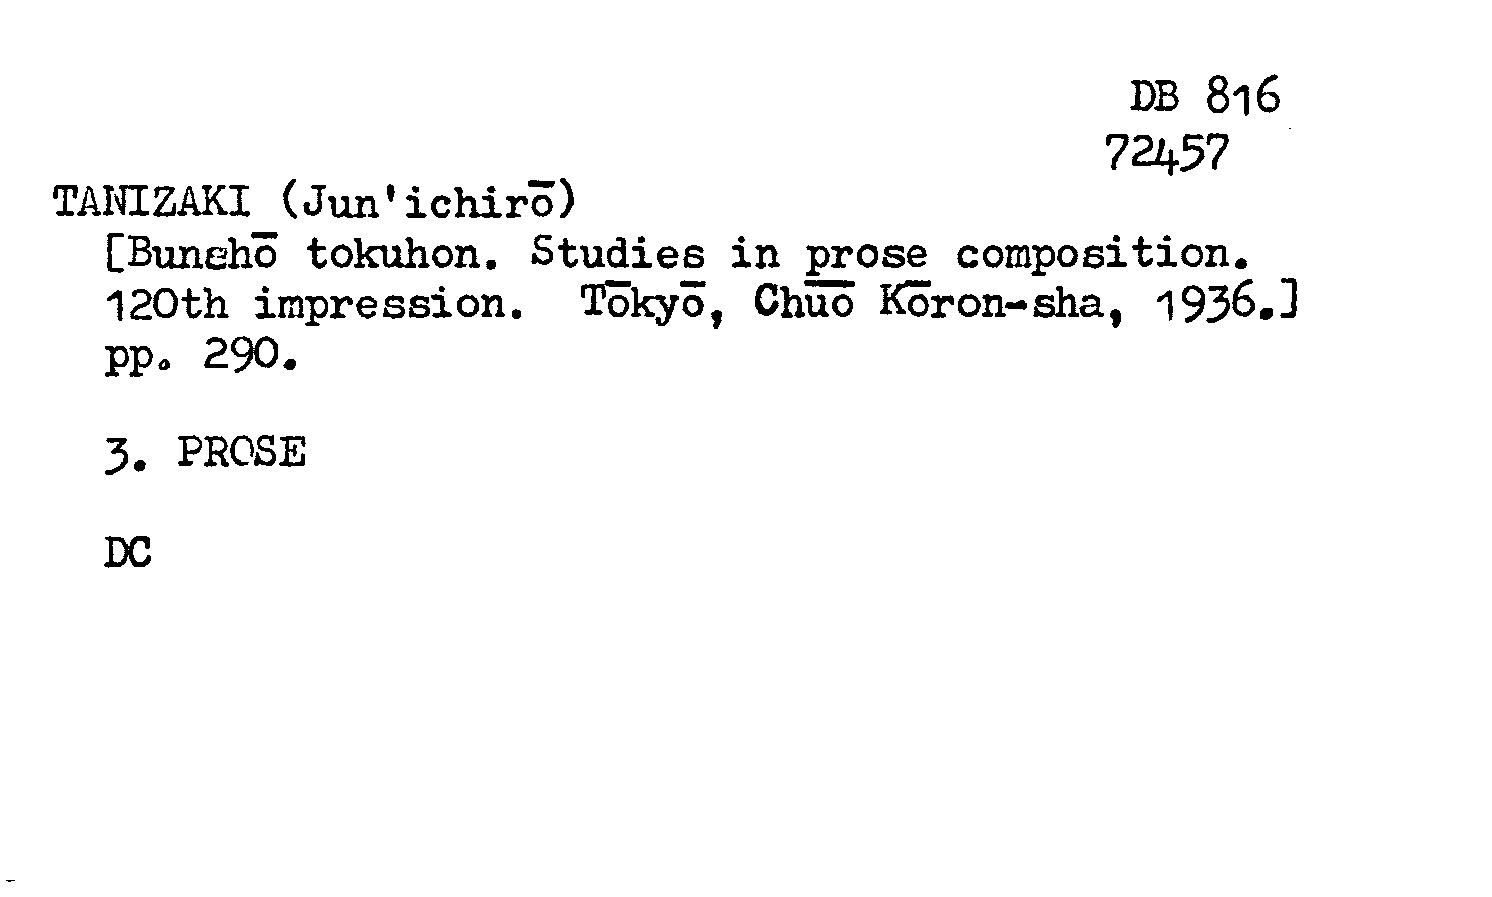 DB 816
72457
TANIZAKI (Jun'ichirō)
[Bunshō tokuhon. Studies in prose composition.
120th impression. Tōkyō, Chūō Kōron-sha, 1936.]
pp. 290.
3. PROSE
DC